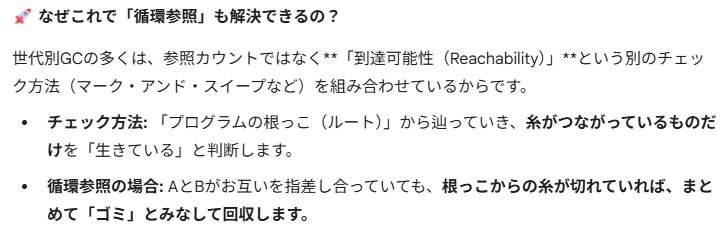 🚀 なぜこれで「循環参照」も解決できるの？
世代別GCの多くは、参照カウントではなく**「到達可能性（Reachability）」**という別のチェッ
ク方法（マーク・アンド・スイープなど）を組み合わせているからです。
• チェック方法: 「プログラムの根っこ（ルート）」から辿っていき、糸がつながっているものだ
けを「生きている」と判断します。
• 循環参照の場合: AとBがお互いを指差し合っていても、根っこからの糸が切れていれば、まと
めて「ゴミ」とみなして回収します。